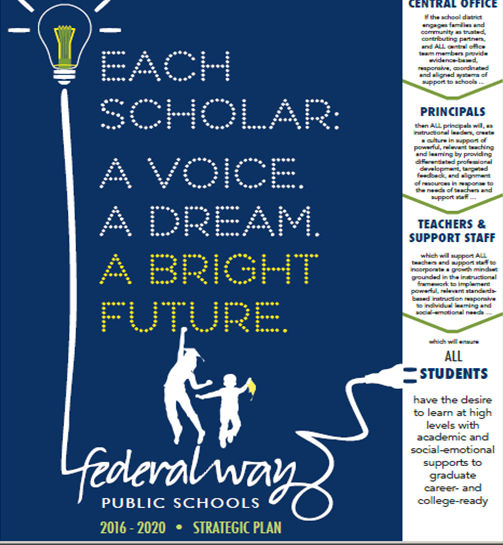 EACH
SCHOLAR:
A VOICE.
A DREAM.
A BRIGHT
FUTURE.
federalway
PUBLIC SCHOOLS
2016 - 2020 • STRATEGIC PLAN
CENTRAL OFFICE
If the school district
engages families and
community as trusted,
contributing partners,
and ALL central office
team members provide
evidence-based,
responsive, coordinated
and aligned systems of
support to schools ...
PRINCIPALS
then ALL principals will, as
instructional leaders, create
a culture in support of
powerful, relevant teaching
and learning by providing
differentiated professional
development, targeted
feedback, and alignment
of resources in response to
the needs of teachers and
support staff ...
TEACHERS &
SUPPORT STAFF
which will support ALL
teachers and support staff to
incorporate a growth mindset
grounded in the instructional
framework to implement
powerful, relevant standards-
based instruction responsive
to individual learning and
social-emotional needs ...
which will ensure
ALL
STUDENTS
have the desire
to learn at high
levels with
academic and
social-emotional
supports to
graduate
career- and
college-ready